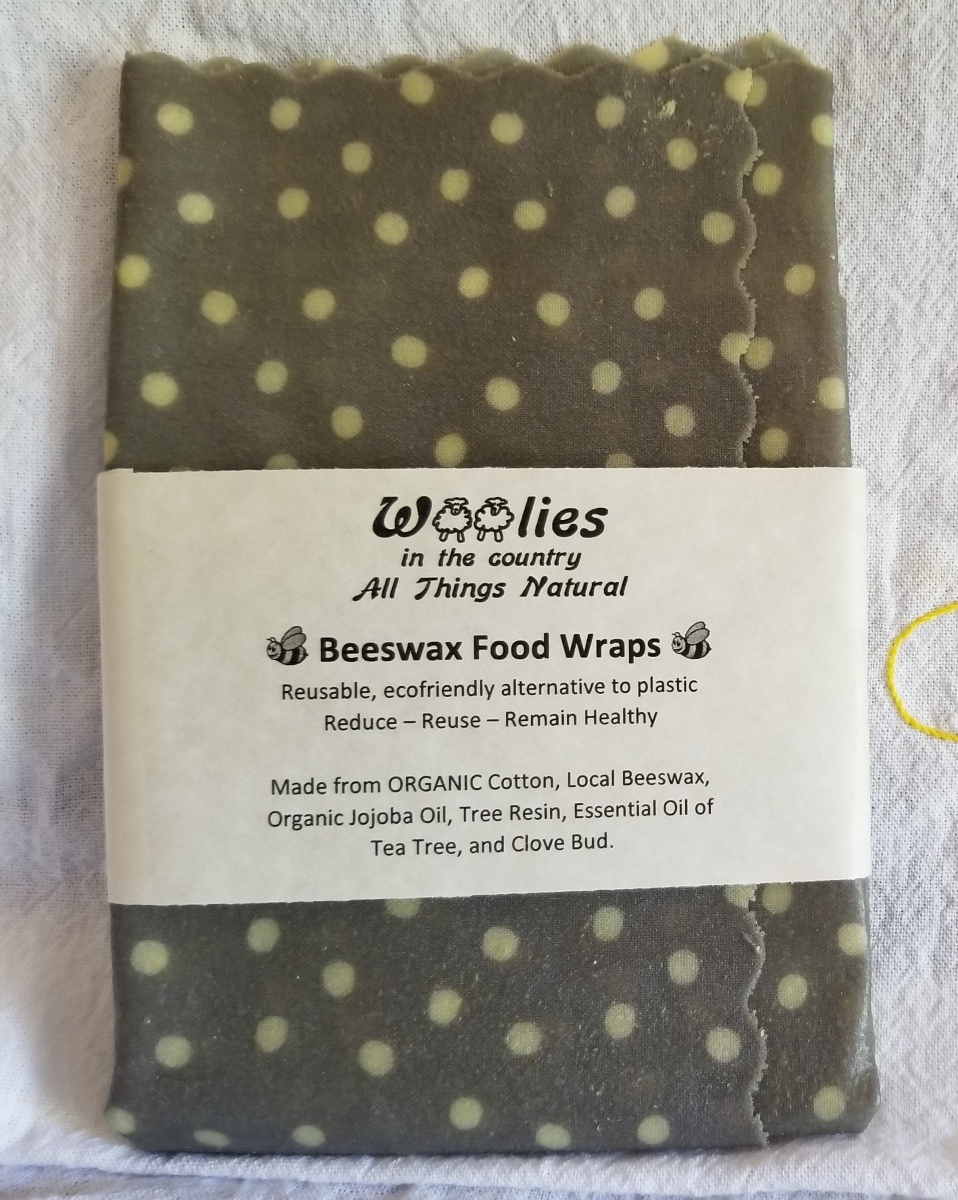 Woolies
in the country
All Things Natural
Beeswax Food Wraps
Reusable, ecofriendly alternative to plastic
Reduce – Reuse – Remain Healthy
Made from ORGANIC Cotton, Local Beeswax,
Organic Jojoba Oil, Tree Resin, Essential Oil of
Tea Tree, and Clove Bud.